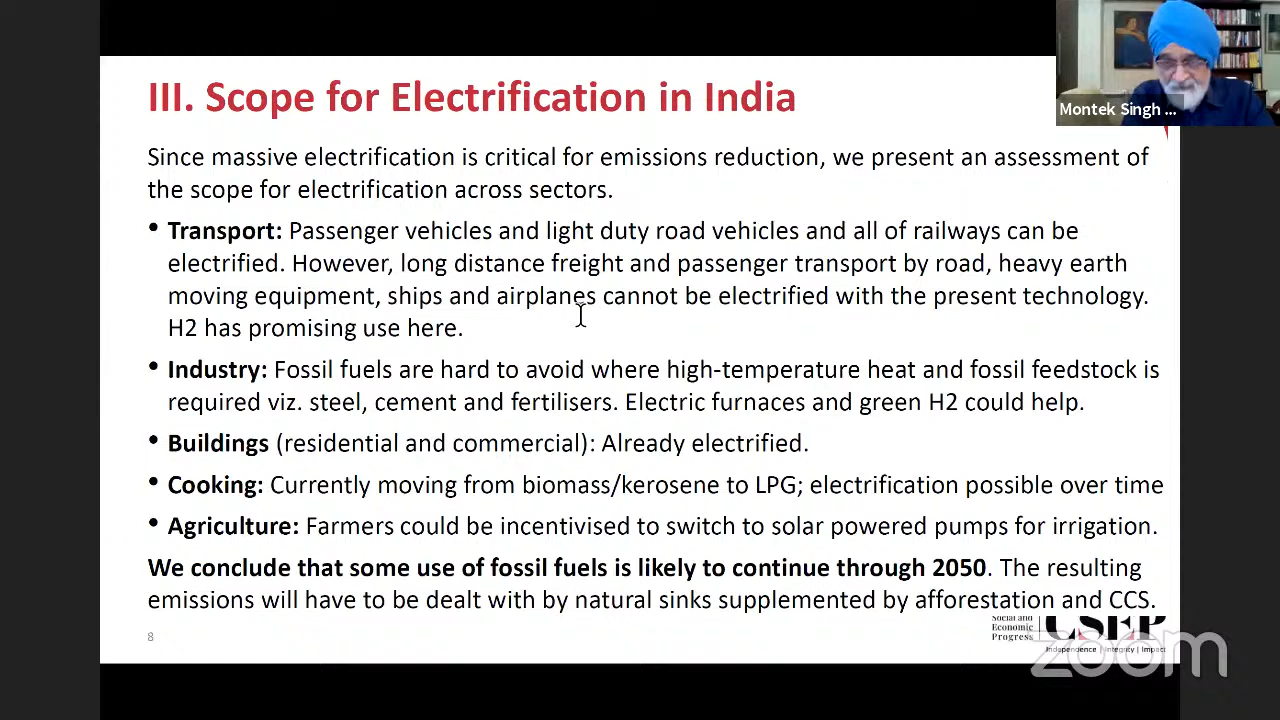 III. Scope for Electrification in India
Montek Singh ...
Since massive electrification is critical for emissions reduction, we present an assessment of
the scope for electrification across sectors.
• Transport: Passenger vehicles and light duty road vehicles and all of railways can be
electrified. However, long distance freight and passenger transport by road, heavy earth
moving equipment, ships and airplanes cannot be electrified with the present technology.
H2 has promising use here.
• Industry: Fossil fuels are hard to avoid where high-temperature heat and fossil feedstock is
required viz. steel, cement and fertilisers. Electric furnaces and green H2 could help.
• Buildings (residential and commercial): Already electrified.
• Cooking: Currently moving from biomass/kerosene to LPG; electrification possible over time
• Agriculture: Farmers could be incentivised to switch to solar powered pumps for irrigation.
We conclude that some use of fossil fuels is likely to continue through 2050. The resulting
emissions will have to be dealt with by natural sinks supplemented by afforestation and CCS.
8
Social and
Economic
Progress
CSEP
Independence | Integrity | Impact
zoom